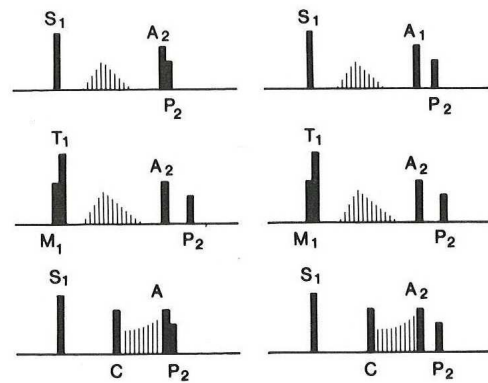 S1 A2 S1 A1
P2 P2
T1 A2 T1 A2
M1 P2 M1 P2
S1 A S1 A2
C P2 C P2